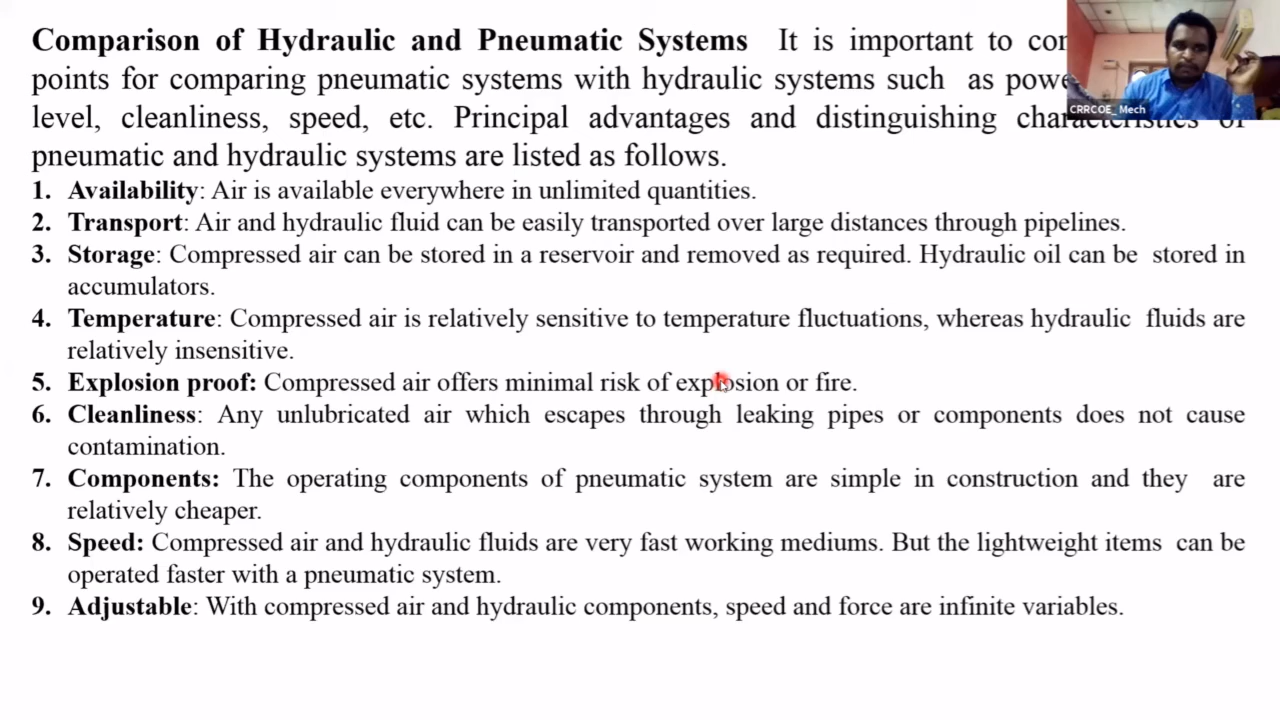 Comparison of Hydraulic and Pneumatic Systems It is important to
points for comparing pneumatic systems with hydraulic systems such as
level, cleanliness, speed, etc. Principal advantages and distinguishing characteristics of
pneumatic and hydraulic systems are listed as follows.
1. Availability: Air is available everywhere in unlimited quantities.
2. Transport: Air and hydraulic fluid can be easily transported over large distances through pipelines.
3. Storage: Compressed air can be stored in a reservoir and removed as required. Hydraulic oil can be stored in
accumulators.
4. Temperature: Compressed air is relatively sensitive to temperature fluctuations, whereas hydraulic fluids are
relatively insensitive.
5. Explosion proof: Compressed air offers minimal risk of explosion or fire.
6. Cleanliness: Any unlubricated air which escapes through leaking pipes or components does not cause
contamination.
7. Components: The operating components of pneumatic system are simple in construction and they are
relatively cheaper.
8. Speed: Compressed air and hydraulic fluids are very fast working mediums. But the lightweight items can be
operated faster with a pneumatic system.
9. Adjustable: With compressed air and hydraulic components, speed and force are infinite variables.
CRRCOE_ Mech